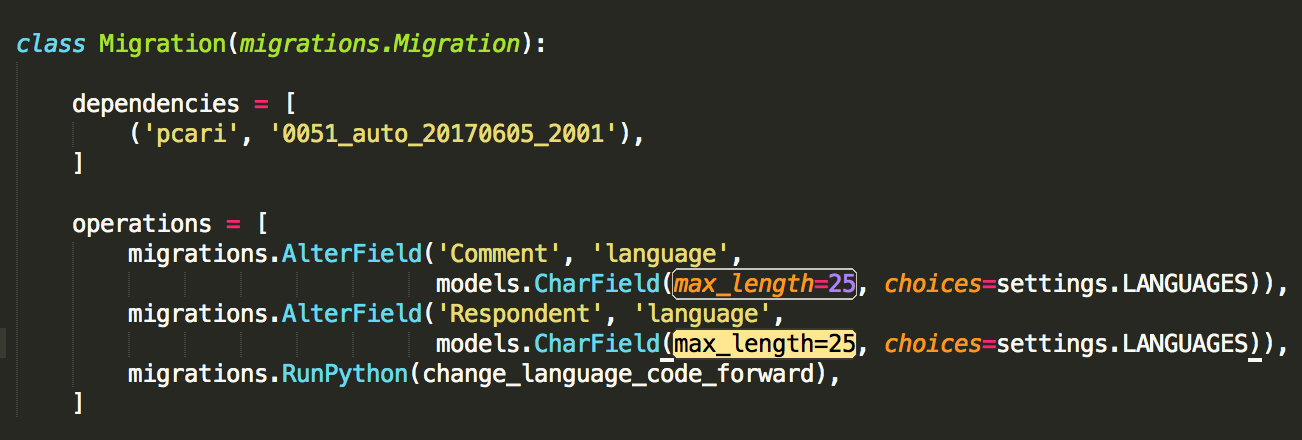 class Migration(migrations.Migration):
dependencies = [
('pcari', '0051_auto_20170605_2001'),
]
operations = [
migrations.AlterField('Comment', 'language',
models.CharField(max_length=25, choices=settings.LANGUAGES)),
migrations.AlterField('Respondent', 'language',
models.CharField(max_length=25, choices=settings.LANGUAGES)),
migrations.RunPython(change_language_code_forward),
]